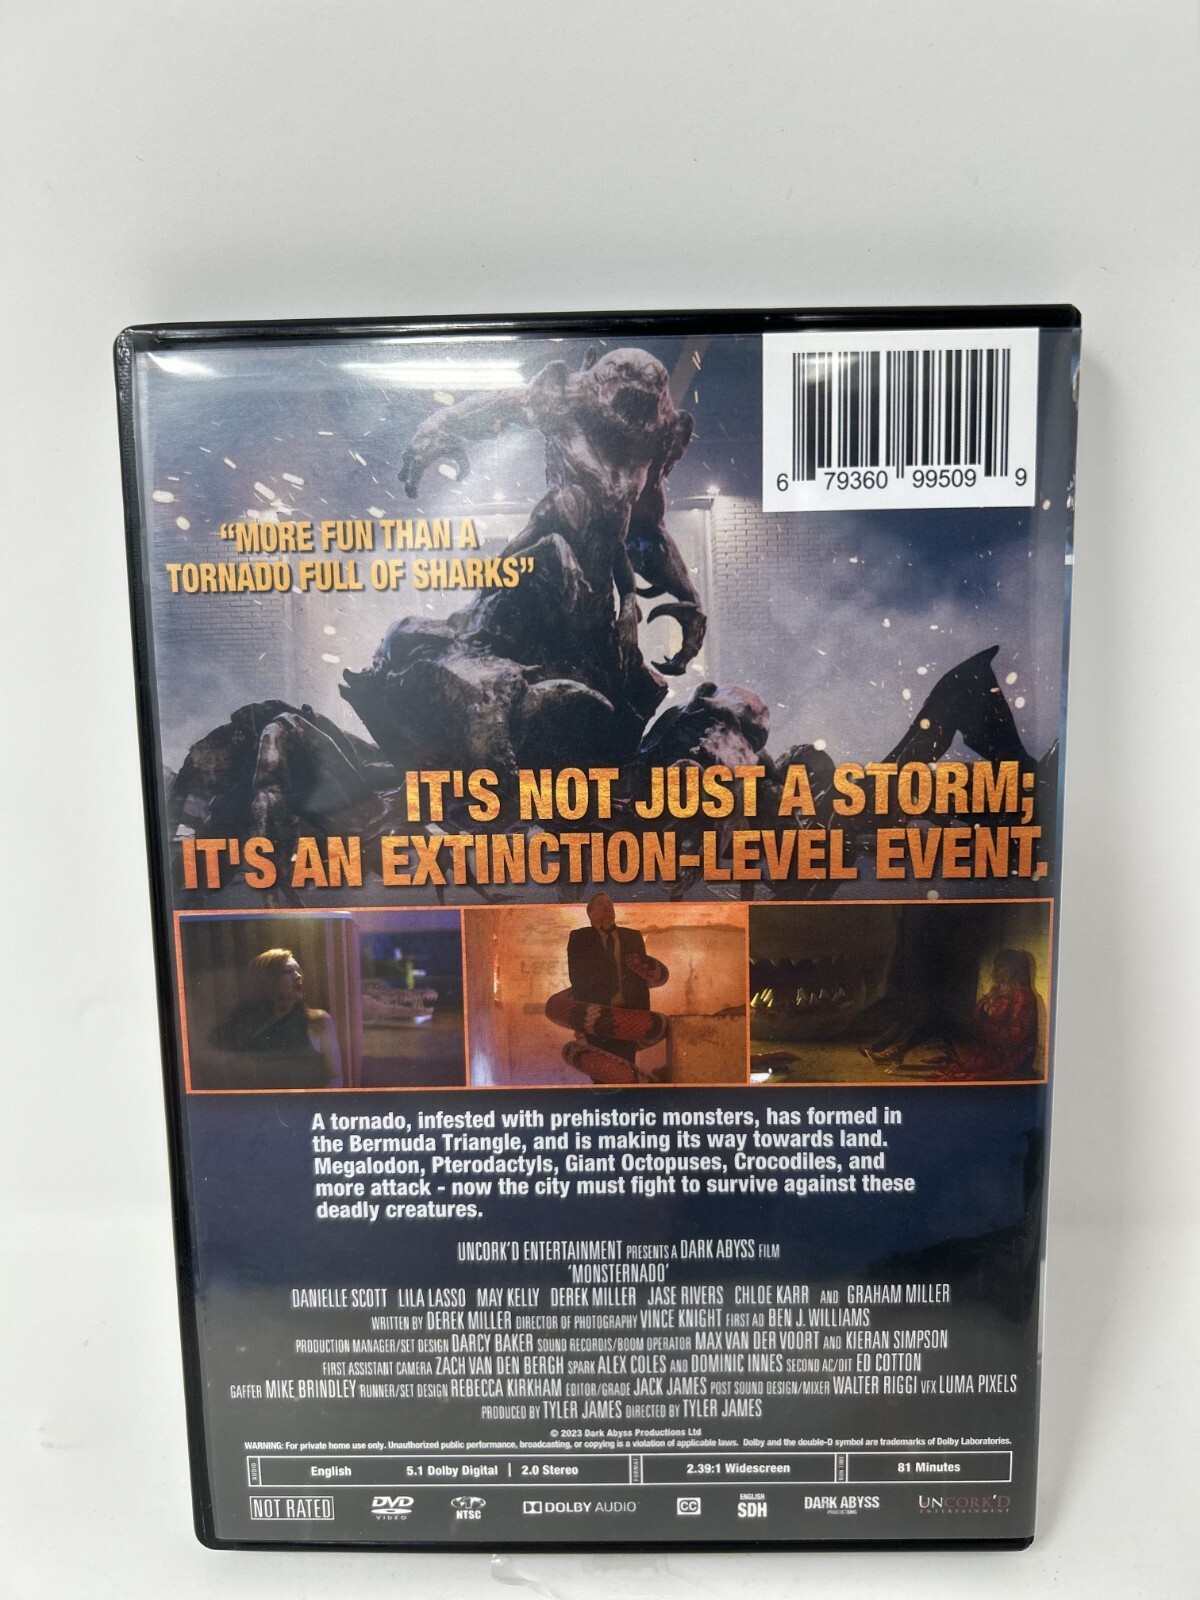 6 79360 99509 9
“MORE FUN THAN A
TORNADO FULL OF SHARKS”
IT'S NOT JUST A STORM;
IT'S AN EXTINCTION-LEVEL EVENT.
A tornado, infested with prehistoric monsters, has formed in
the Bermuda Triangle, and is making its way towards land.
Megalodon, Pterodactyls, Giant Octopuses, Crocodiles, and
more attack - now the city must fight to survive against these
deadly creatures.
UNCORK'D ENTERTAINMENT PRESENTS A DARK ABYSS FILM
'MONSTERNADO'
DANIELLE SCOTT LILA LASSO MAY KELLY DEREK MILLER JASE RIVERS CHLOE KARR AND GRAHAM MILLER
WRITTEN BY DEREK MILLER DIRECTOR OF PHOTOGRAPHY VINCE KNIGHT FIRST AD BEN J. WILLIAMS
PRODUCTION MANAGER/SET DESIGN DARCY BAKER SOUND RECORDIS/BOOM OPERATOR MAX VAN DER VOORT AND KIERAN SIMPSON
FIRST ASSISTANT CAMERA ZACH VAN DEN BERGH SPARK ALEX COLES AND DOMINIC INNES SECOND AC/DIT ED COTTON
GAFFER MIKE BRINDLEY RUNNER/SET DESIGN REBECCA KIRKHAM EDITOR/GRADE JACK JAMES POST SOUND DESIGN/MIXER WALTER RIGGI VFX LUMA PIXELS
PRODUCED BY TYLER JAMES DIRECTED BY TYLER JAMES
© 2023 Dark Abyss Productions Ltd
WARNING: For private home use only. Unauthorized public performance, broadcasting, or copying is a violation of applicable laws. Dolby and the double-D symbol are trademarks of Dolby Laboratories.
AUDIO English 5.1 Dolby Digital | 2.0 Stereo FORMAT 2.39:1 Widescreen RUN TIME 81 Minutes
NOT RATED DVD VIDEO NTSC DOLBY AUDIO CC ENGLISH SDH DARK ABYSS PRODUCTIONS UNCORK'D ENTERTAINMENT